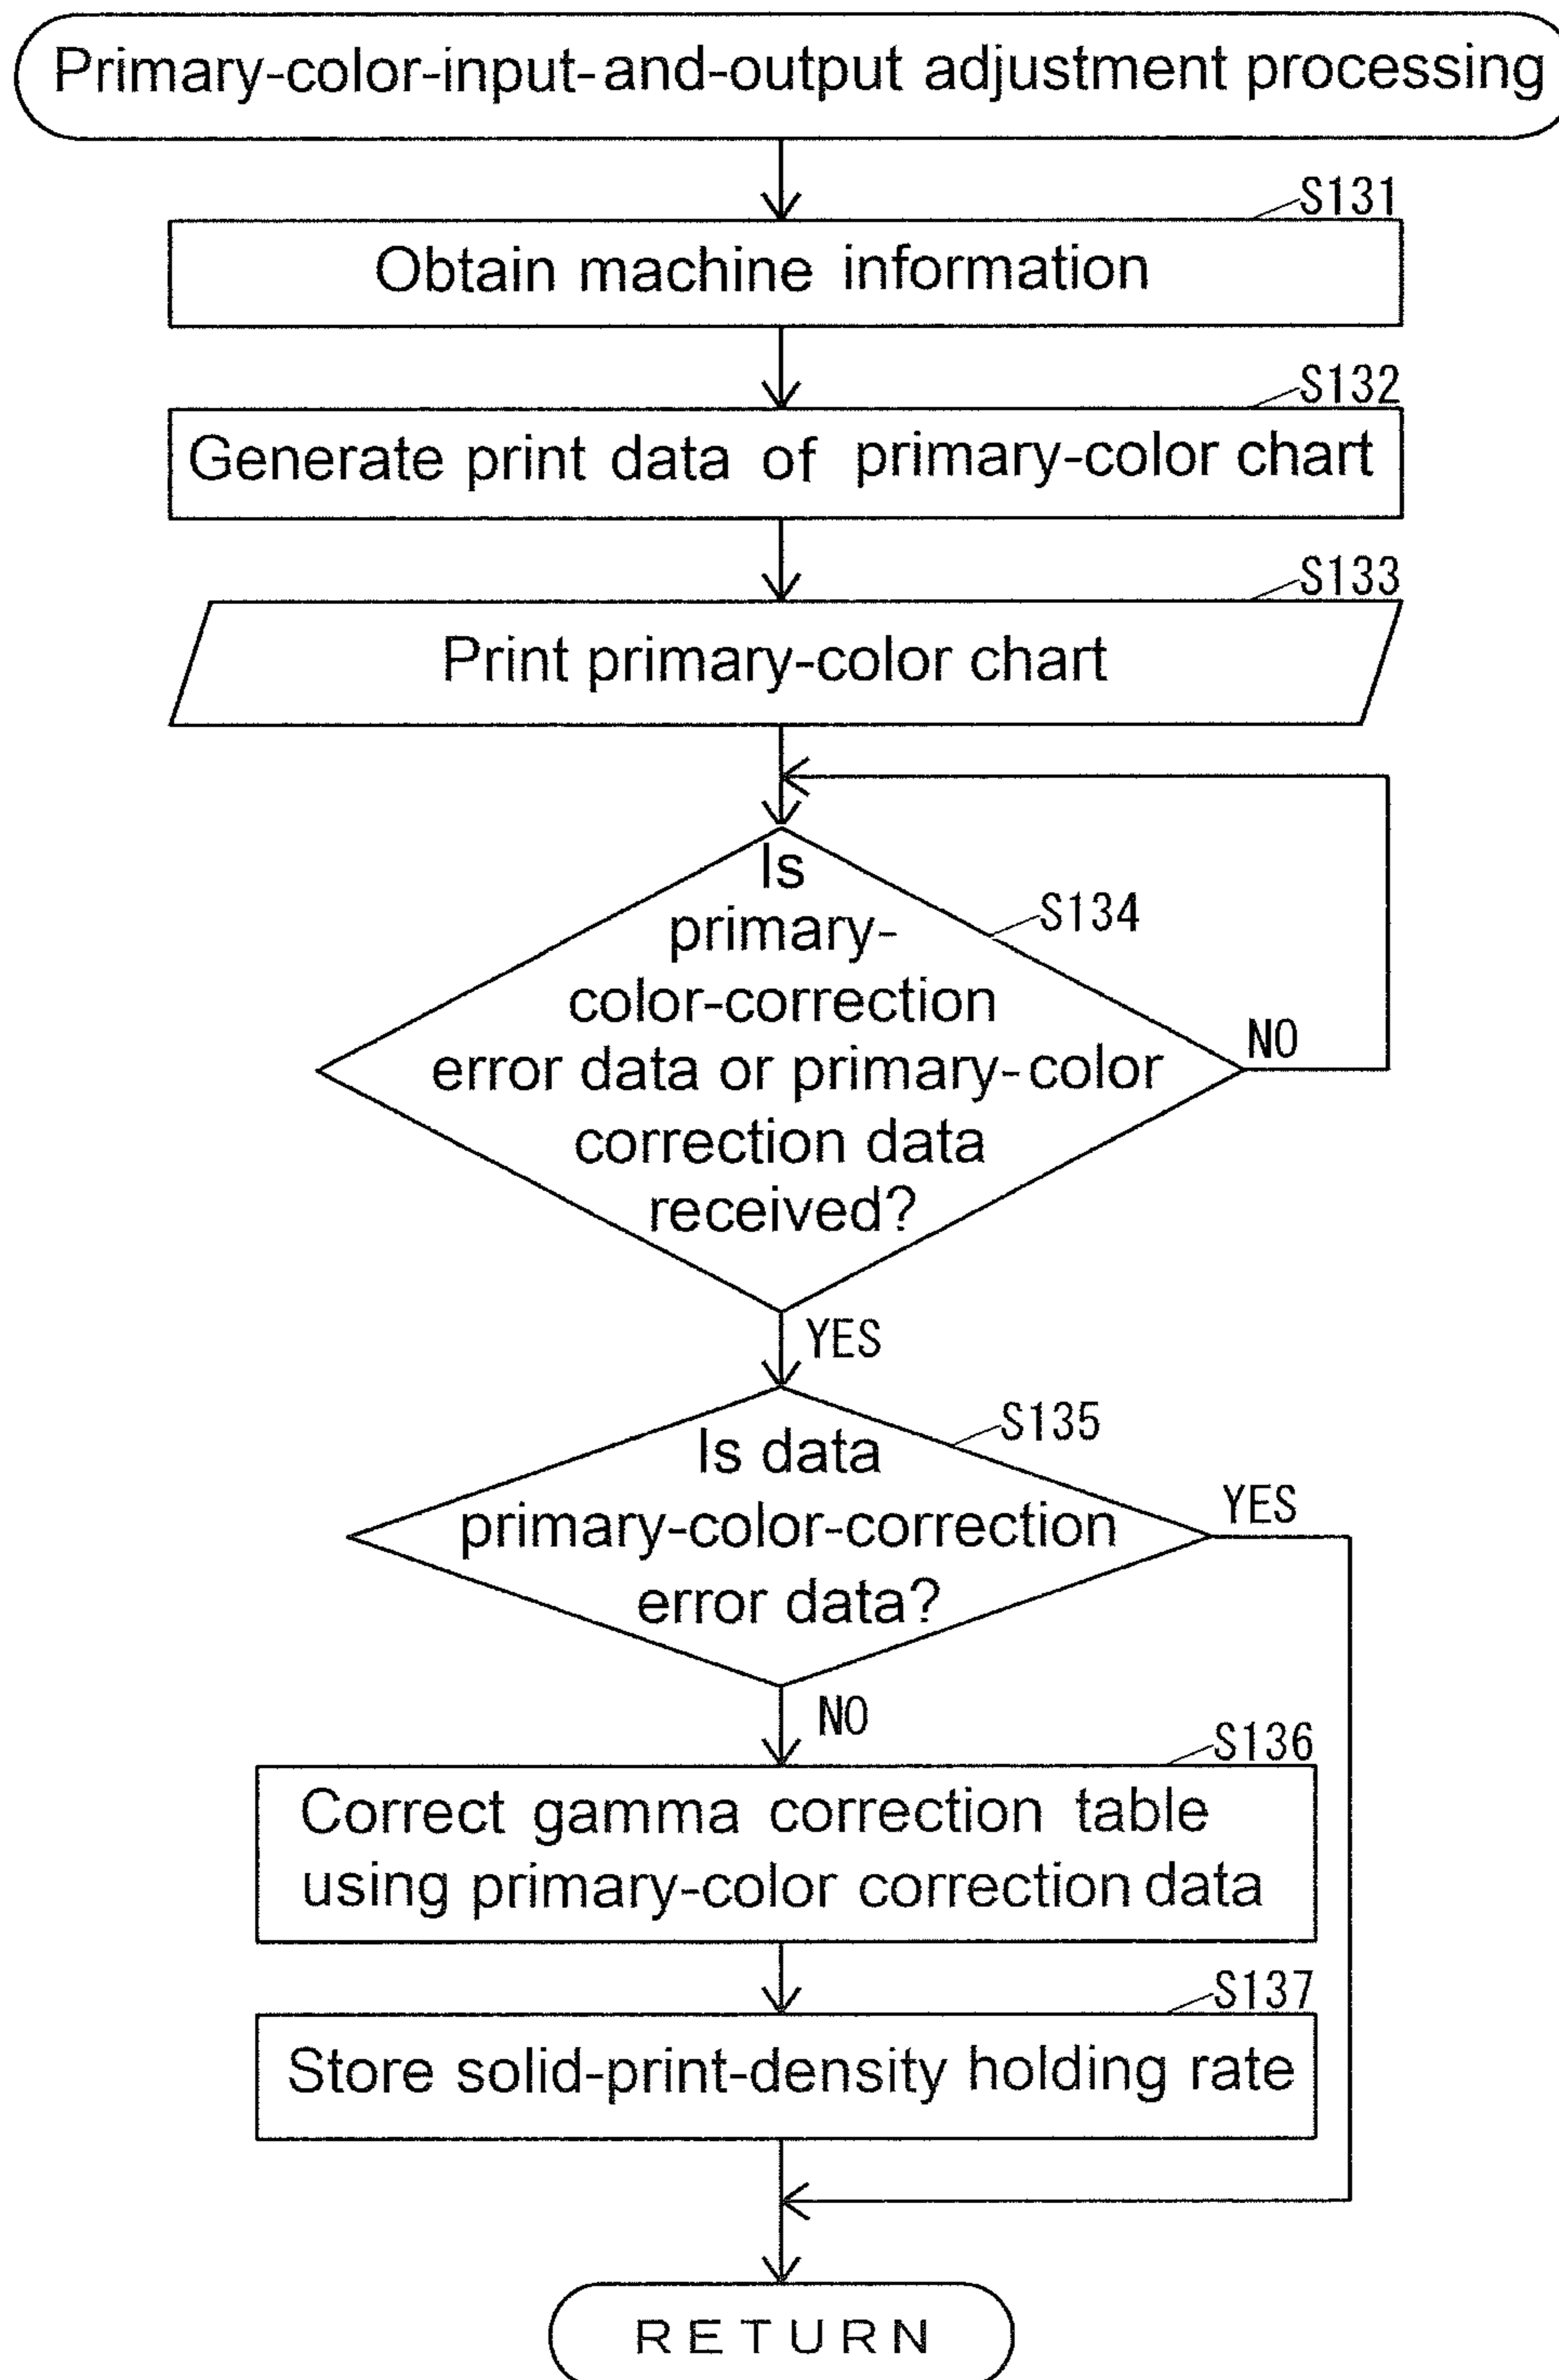 Primary-color-input-and-output adjustment processing
S131
Obtain machine information
S132
Generate print data of primary-color chart
S133
Print primary-color chart
Is
S134
primary-
color-correction
error data or primary-color
NO
correction data
received?
YES
S135
Is data
YES
primary-color-correction
error data?
NO
S136
Correct gamma correction table
using primary-color correction data
S137
Store solid-print-density holding rate
RETURN